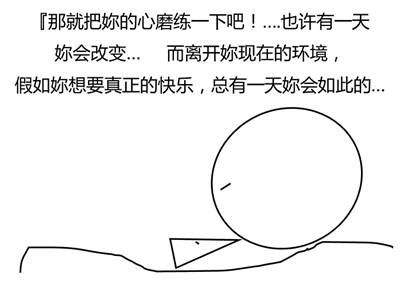 『那就把妳的心磨练一下吧！....也许有一天
妳会改变... 而离开妳现在的环境，
假如妳想要真正的快乐，总有一天妳会如此的...